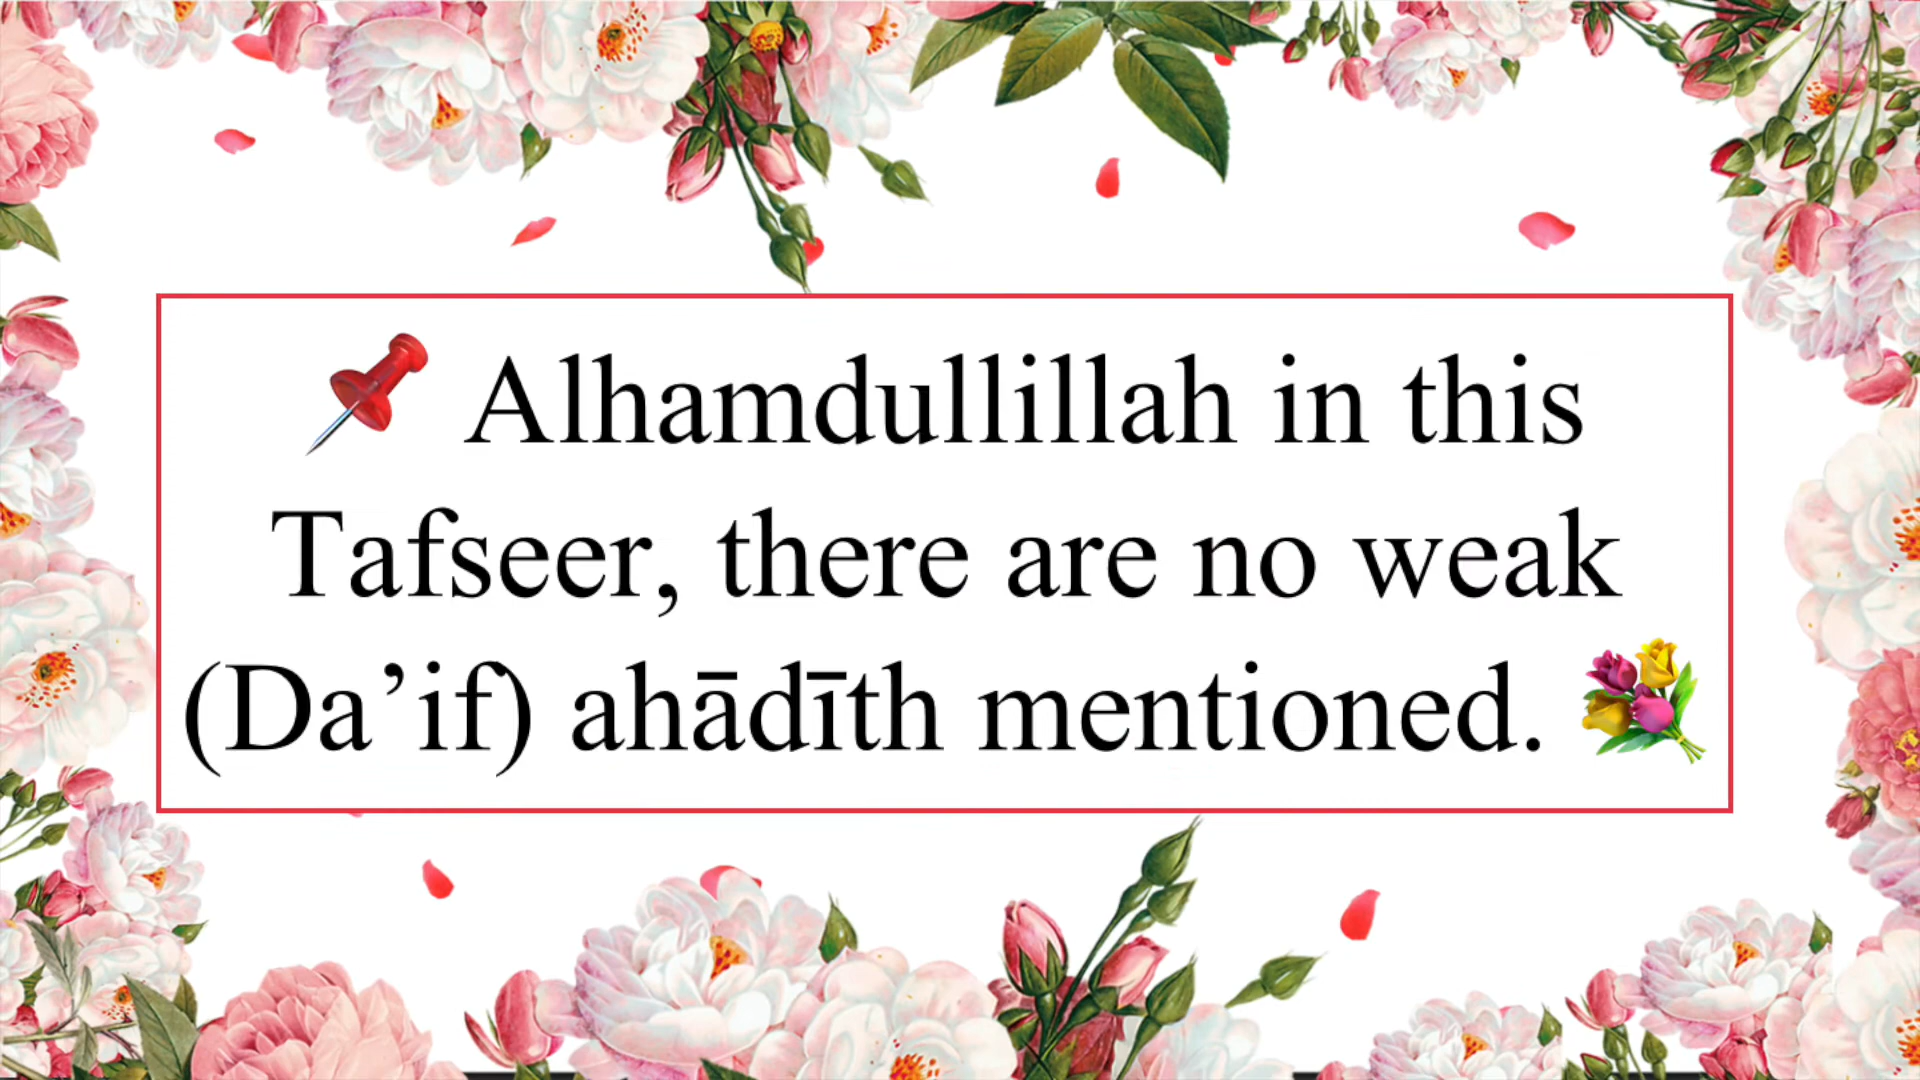 📌 Alhamdullillah in this
Tafseer, there are no weak
(Da’if) ahādīth mentioned. 💐